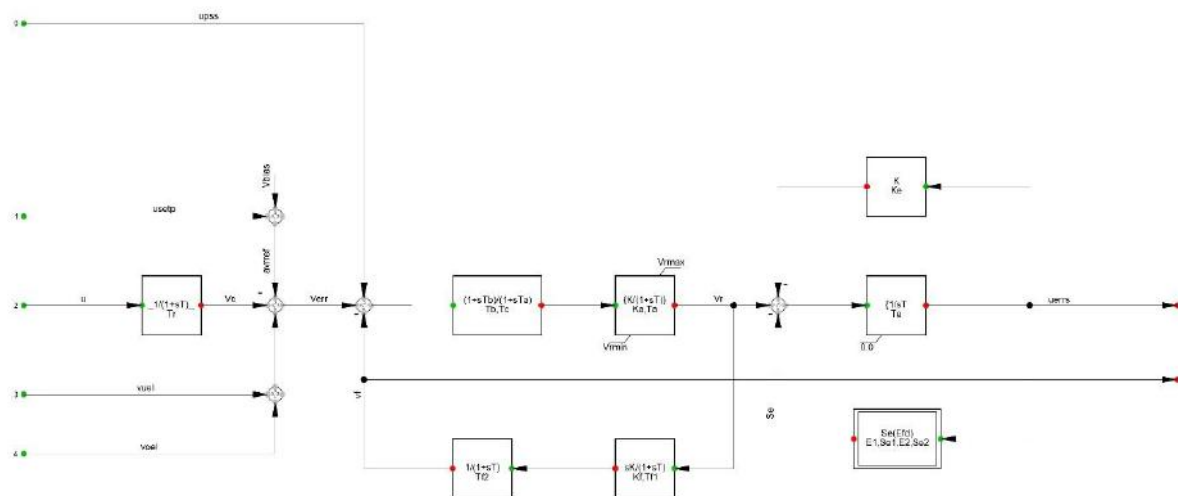 0
upss
Vbias
1
usetp
K
Ke
avrref
Vrmax
2
u
_1/(1+sT)_
Tr
Vc
Verr
(1+sTb)/(1+sTa)
Tb,Tc
{K/(1+sT)}
Ka,Ta
Vr
{1/sT
Te
uerrs
Vrmin
0.0
3
vuel
vf
Se
4
voel
1/(1+sT)
Tf2
sK/(1+sT)
Kf,Tf1
Se(Efd)
E1,Se1,E2,Se2